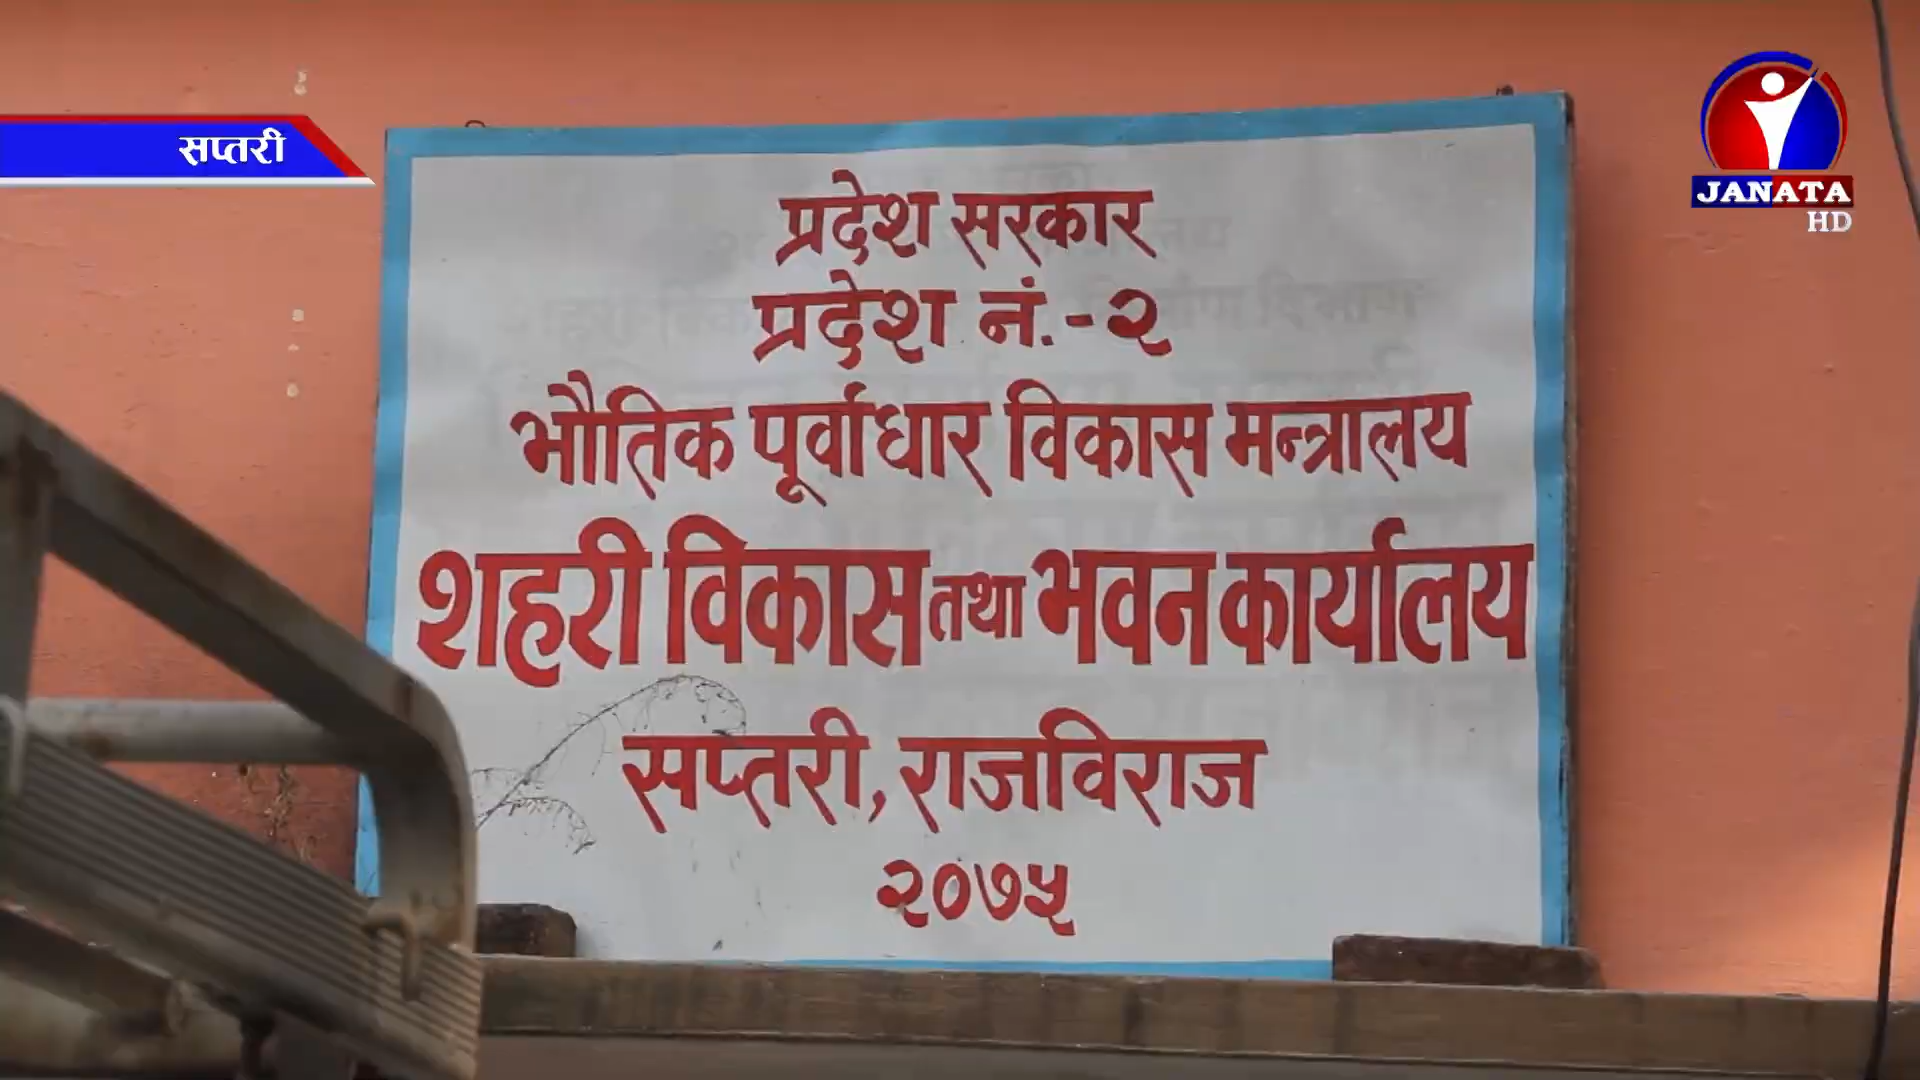 सप्तरी
JANATA
HD
प्रदेश सरकार
प्रदेश नं.-२
भौतिक पूर्वाधार विकास मन्त्रालय
शहरी विकास तथा भवन कार्यालय
सप्तरी, राजविराज
२०७५